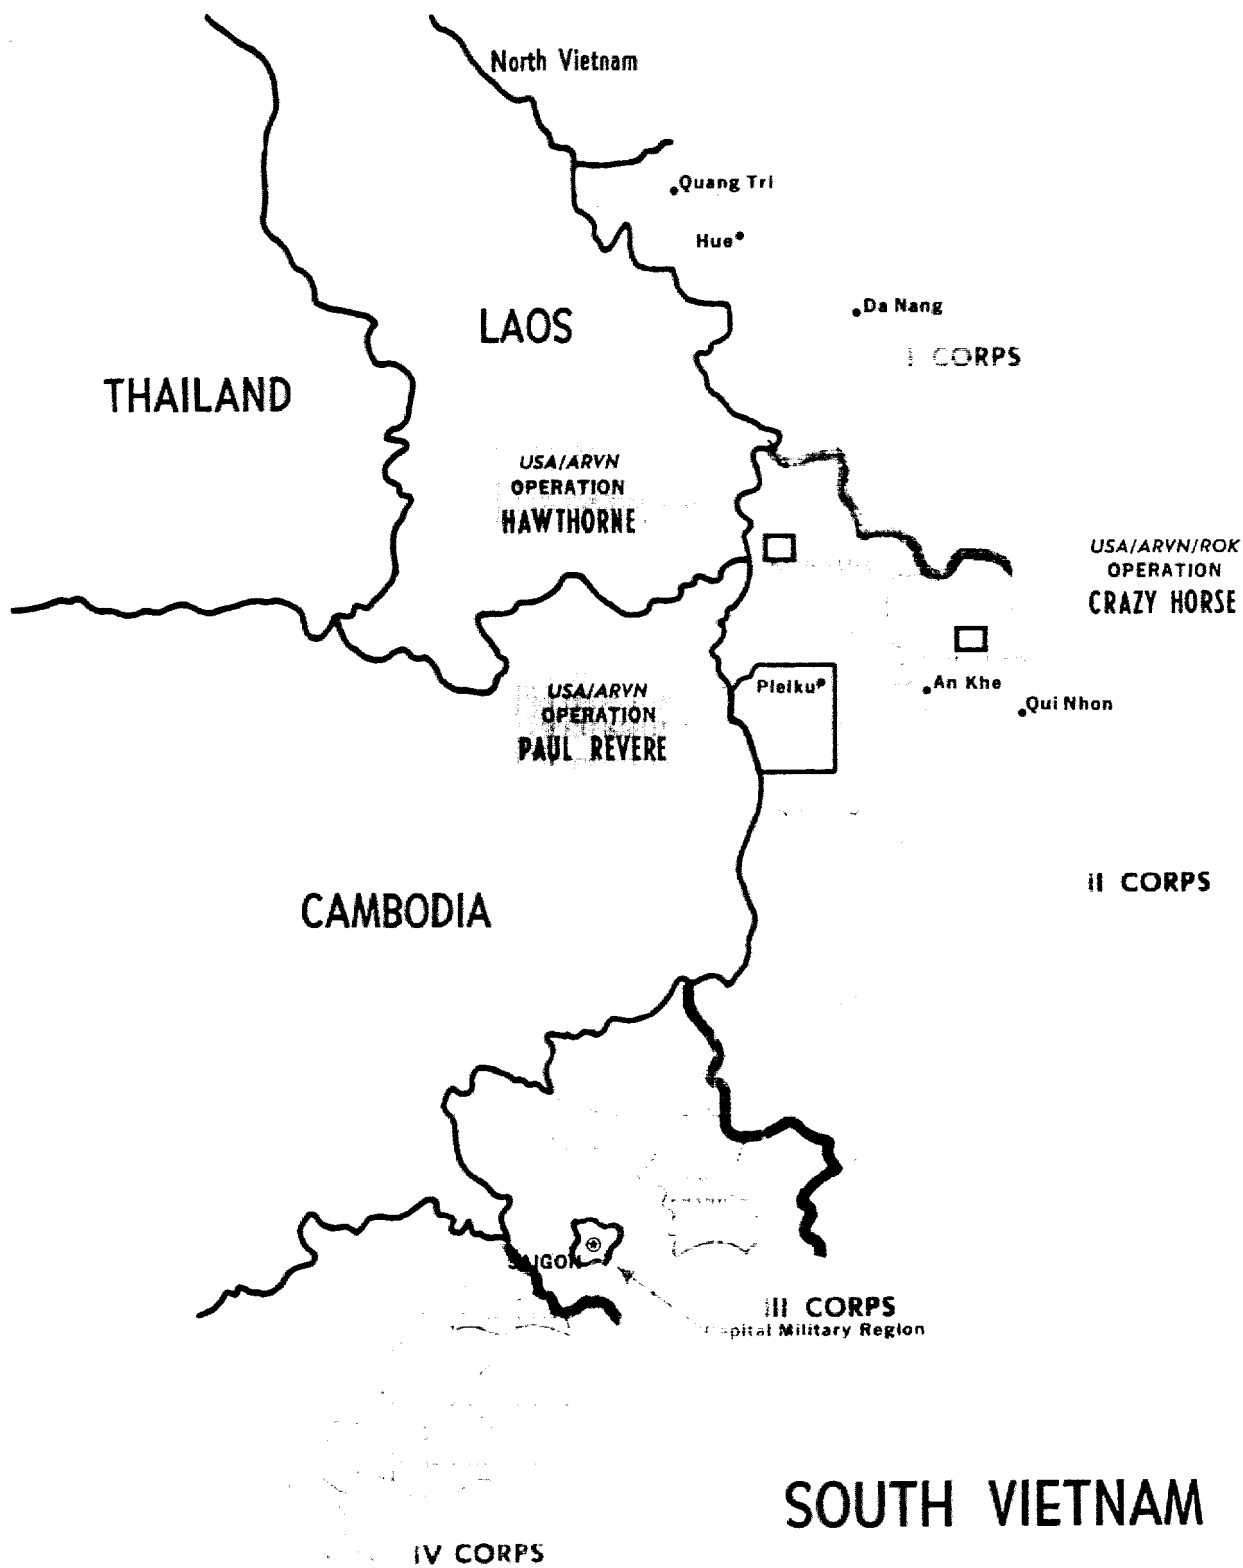 North Vietnam
Quang Tri
Hue
Da Nang
I CORPS
LAOS
THAILAND
USA/ARVN
OPERATION
HAWTHORNE
USA/ARVN/ROK
OPERATION
CRAZY HORSE
An Khe
Qui Nhon
Pleiku
USA/ARVN
OPERATION
PAUL REVERE
II CORPS
CAMBODIA
SAIGON
III CORPS
Capital Military Region
SOUTH VIETNAM
IV CORPS